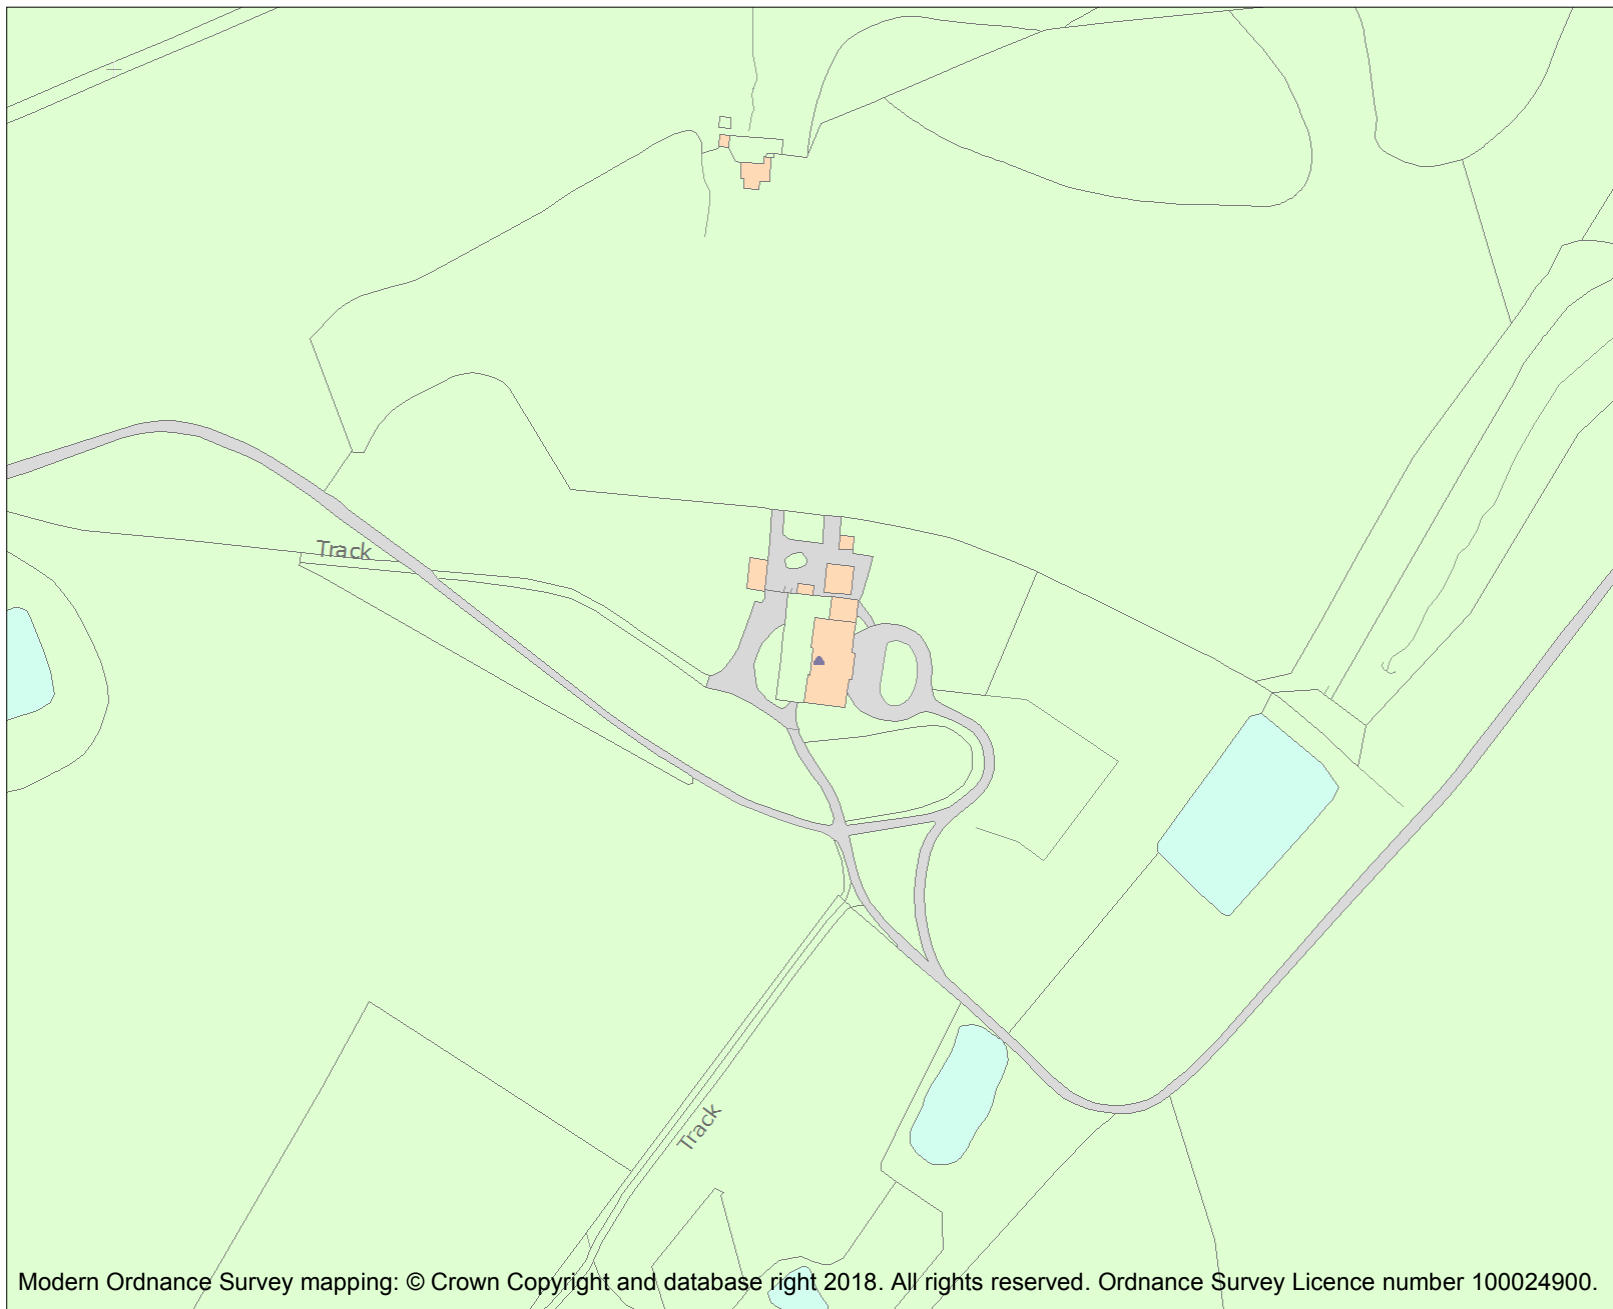 Track
Track
Modern Ordnance Survey mapping: © Crown Copyright and database right 2018. All rights reserved. Ordnance Survey Licence number 100024900.